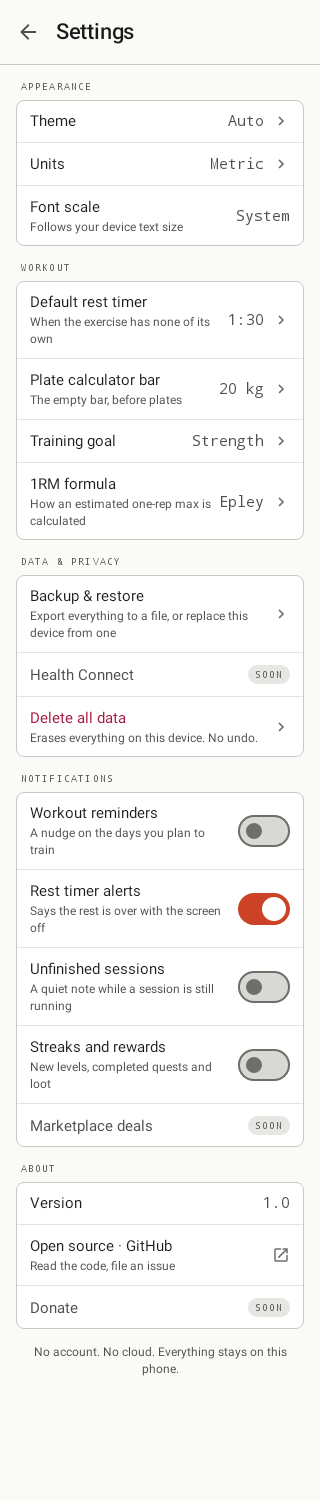 Settings
APPEARANCE
Theme Auto
Units Metric
Font scale
Follows your device text size
System
WORKOUT
Default rest timer
When the exercise has none of its
own
1:30
Plate calculator bar
The empty bar, before plates
20 kg
Training goal Strength
1RM formula
How an estimated one-rep max is
calculated
Epley
DATA & PRIVACY
Backup & restore
Export everything to a file, or replace this
device from one
Health Connect SOON
Delete all data
Erases everything on this device. No undo.
NOTIFICATIONS
Workout reminders
A nudge on the days you plan to
train
Rest timer alerts
Says the rest is over with the screen
off
Unfinished sessions
A quiet note while a session is still
running
Streaks and rewards
New levels, completed quests and
loot
Marketplace deals SOON
ABOUT
Version 1.0
Open source · GitHub
Read the code, file an issue
Donate SOON
No account. No cloud. Everything stays on this
phone.